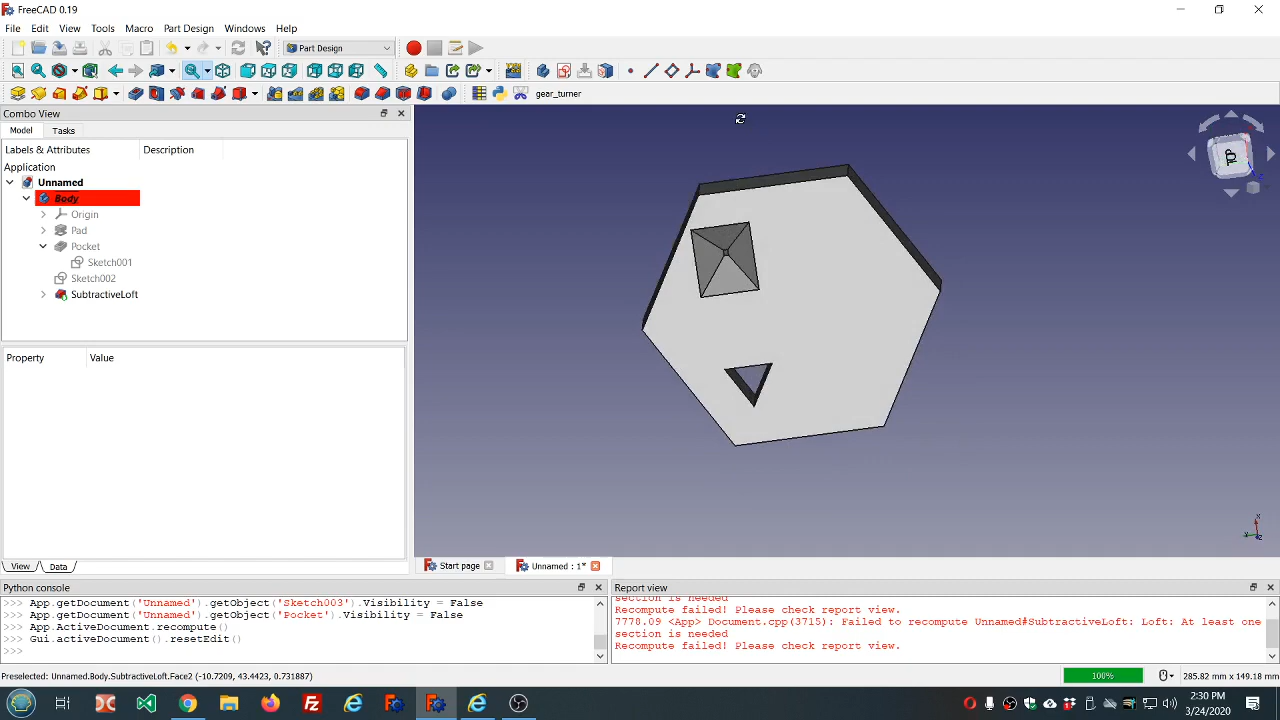 FreeCAD 0.19
File Edit View Tools Macro Part Design Windows Help
Part Design
gear_turner
Combo View
Model Tasks
Labels & Attributes Description
Application
Unnamed
Body
Origin
Pad
Pocket
Sketch001
Sketch002
SubtractiveLoft
Property Value
View Data
Start page Unnamed : 1*
Python console
>>> App.getDocument('Unnamed').getObject('Sketch003').Visibility = False
>>> App.getDocument('Unnamed').getObject('Pocket').Visibility = False
>>> App.ActiveDocument.recompute()
>>> Gui.activeDocument().resetEdit()
>>>
Report view
section is needed
Recompute failed! Please check report view.
7778.09 <App> Document.cpp(3715): Failed to recompute Unnamed#SubtractiveLoft: Loft: At least one
section is needed
Recompute failed! Please check report view.
Preselected: Unnamed.Body.SubtractiveLoft.Face2 (-10.7209, 43.4423, 0.731887)
100%
285.82 mm x 149.18 mm
2:30 PM
3/24/2020